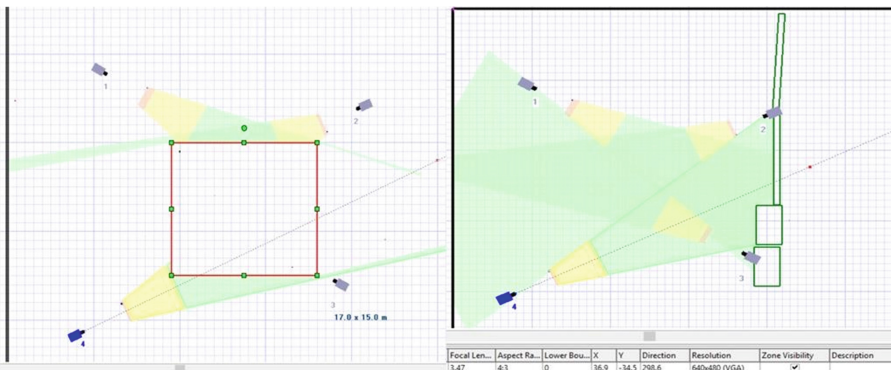 1
2
3
17.0 x 15.0 m
4
1
2
3
4
Focal Len... Aspect Ra... Lower Bou... X Y Direction Resolution Zone Visibility Description
3.47 4:3 0 36.9 -34.5 298.6 640x480 (VGA)